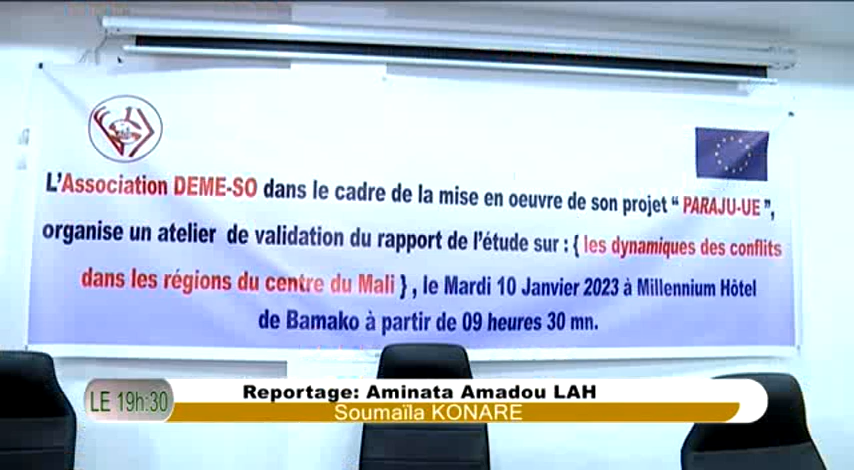 L'Association DEME-SO dans le cadre de la mise en oeuvre de son projet " PARAJU-UE ",
organise un atelier de validation du rapport de l'étude sur : { les dynamiques des conflits
dans les régions du centre du Mali } , le Mardi 10 Janvier 2023 à Millennium Hôtel
de Bamako à partir de 09 heures 30 mn.
LE 19h:30
Reportage: Aminata Amadou LAH
Soumaïla KONARE